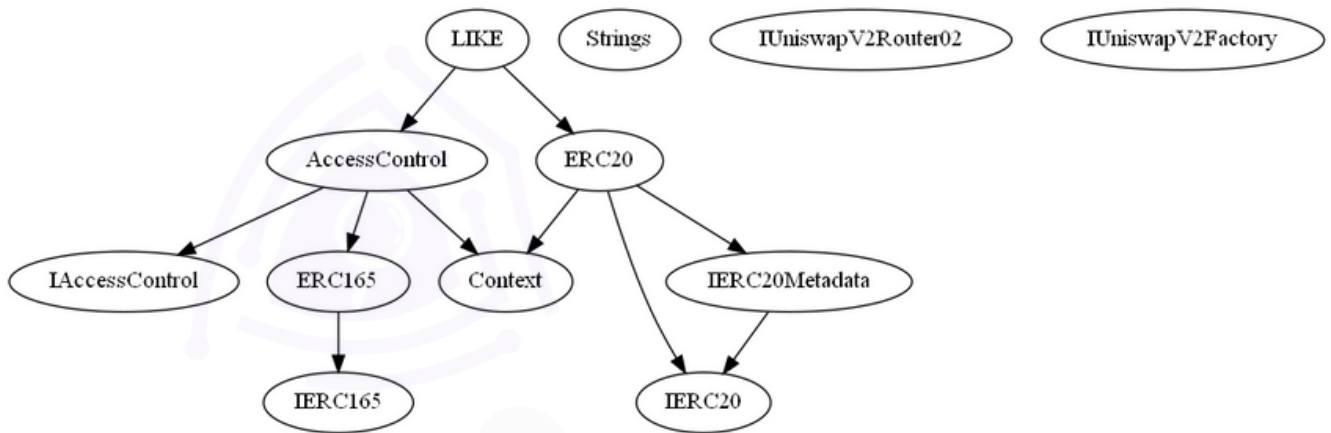 LIKE
Strings
IUniswapV2Router02
IUniswapV2Factory
AccessControl
ERC20
IAccessControl
ERC165
Context
IERC20Metadata
IERC165
IERC20